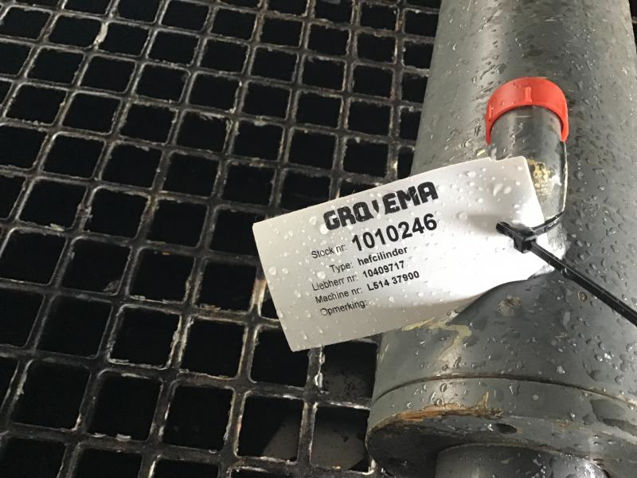 GROVEMA
Stock nr: 1010246
Type: hefcilinder
Liebherr nr: 10409717
Machine nr: L514 37900
Opmerking: